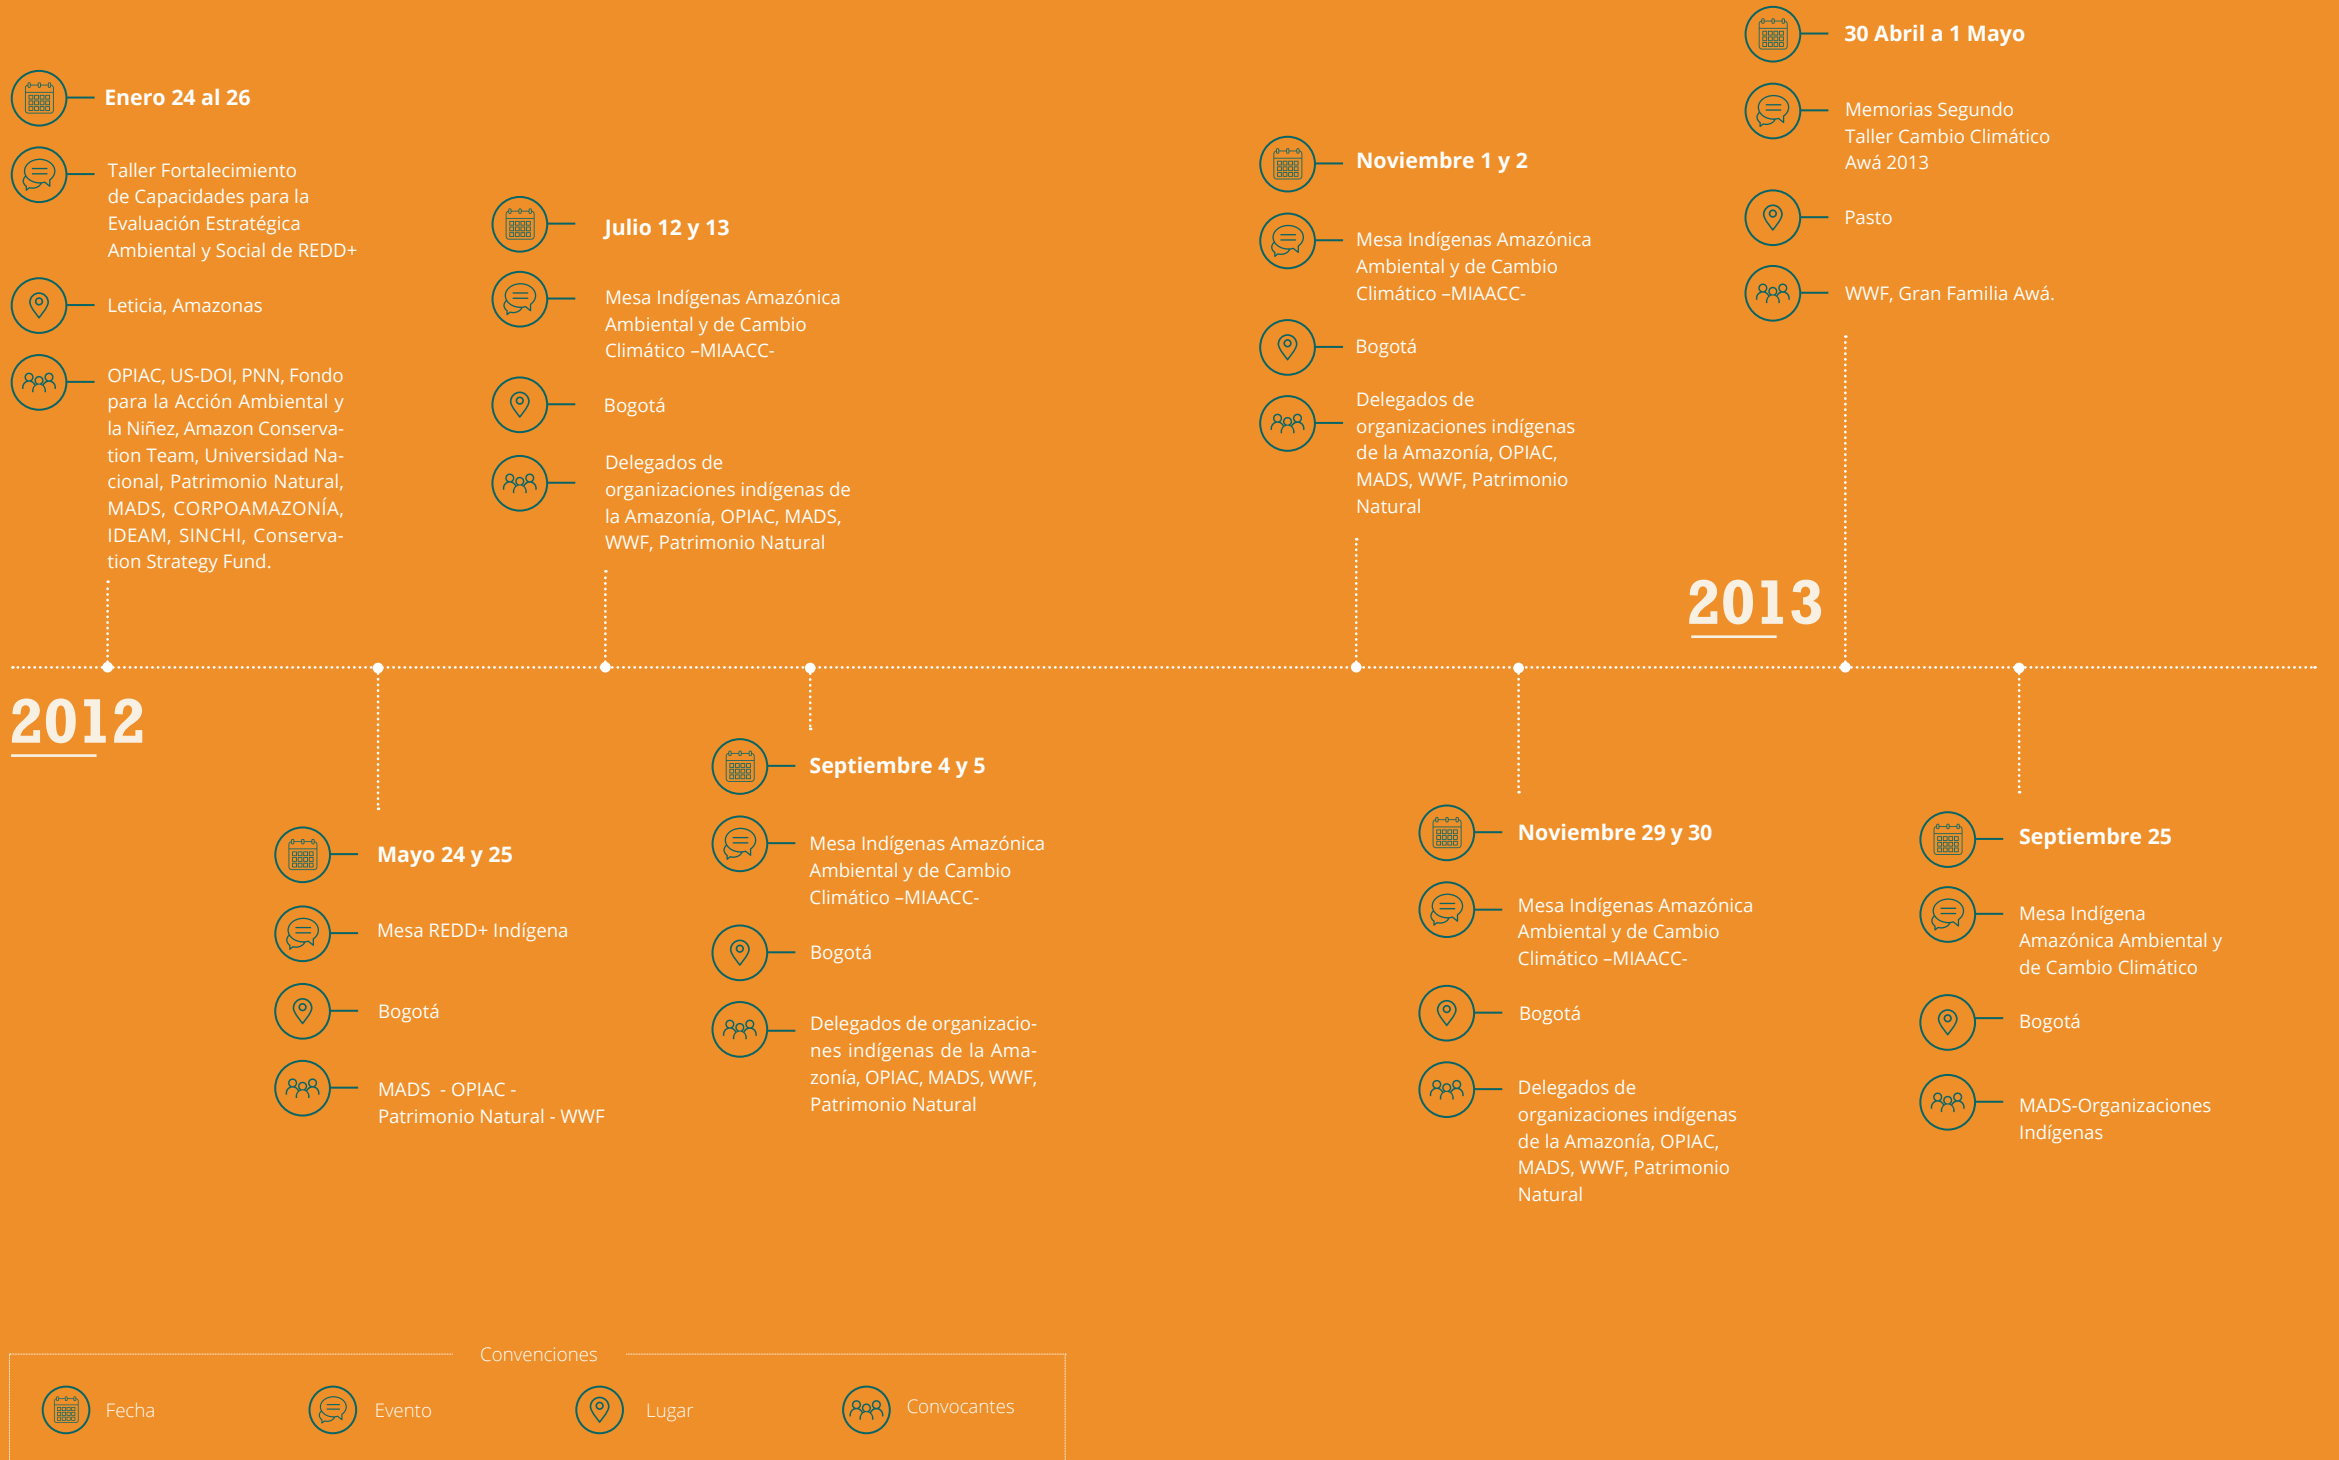 Enero 24 al 26
Taller Fortalecimiento
de Capacidades para la
Evaluación Estratégica
Ambiental y Social de REDD+
Leticia, Amazonas
OPIAC, US-DOI, PNN, Fondo
para la Acción Ambiental y
la Niñez, Amazon Conserva-
tion Team, Universidad Na-
cional, Patrimonio Natural,
MADS, CORPOAMAZONÍA,
IDEAM, SINCHI, Conserva-
tion Strategy Fund.
Julio 12 y 13
Mesa Indígenas Amazónica
Ambiental y de Cambio
Climático –MIAACC-
Bogotá
Delegados de
organizaciones indígenas de
la Amazonía, OPIAC, MADS,
WWF, Patrimonio Natural
Noviembre 1 y 2
Mesa Indígenas Amazónica
Ambiental y de Cambio
Climático –MIAACC-
Bogotá
Delegados de
organizaciones indígenas
de la Amazonía, OPIAC,
MADS, WWF, Patrimonio
Natural
30 Abril a 1 Mayo
Memorias Segundo
Taller Cambio Climático
Awá 2013
Pasto
WWF, Gran Familia Awá.
2013
2012
Mayo 24 y 25
Mesa REDD+ Indígena
Bogotá
MADS - OPIAC -
Patrimonio Natural - WWF
Septiembre 4 y 5
Mesa Indígenas Amazónica
Ambiental y de Cambio
Climático –MIAACC-
Bogotá
Delegados de organizacio-
nes indígenas de la Ama-
zonía, OPIAC, MADS, WWF,
Patrimonio Natural
Noviembre 29 y 30
Mesa Indígenas Amazónica
Ambiental y de Cambio
Climático –MIAACC-
Bogotá
Delegados de
organizaciones indígenas
de la Amazonía, OPIAC,
MADS, WWF, Patrimonio
Natural
Septiembre 25
Mesa Indígena
Amazónica Ambiental y
de Cambio Climático
Bogotá
MADS-Organizaciones
Indígenas
Convenciones
Fecha
Evento
Lugar
Convocantes